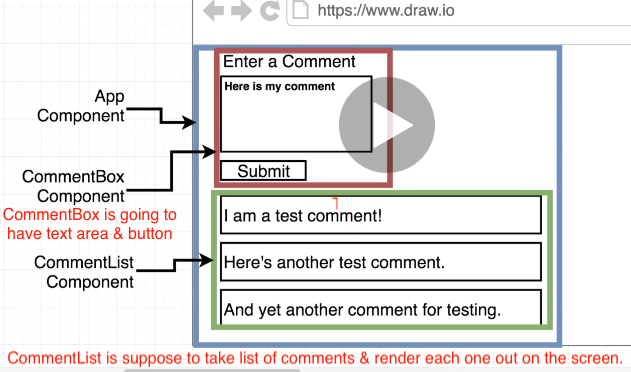 https://www.draw.io
Enter a Comment
Here is my comment
App
Component
Submit
CommentBox
Component
CommentBox is going to
have text area & button
I am a test comment!
CommentList
Component
Here's another test comment.
And yet another comment for testing.
CommentList is suppose to take list of comments & render each one out on the screen.